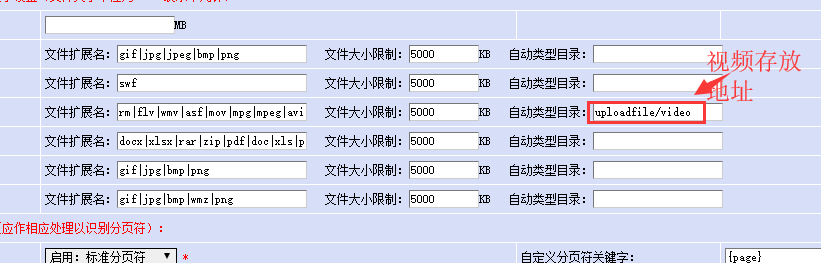 MB
文件扩展名: gif|jpg|jpeg|bmp|png 文件大小限制: 5000 KB 自动类型目录:
视频存放
地址
文件扩展名: swf 文件大小限制: 5000 KB 自动类型目录:
文件扩展名: rm|flv|wmv|asf|mov|mpg|mpeg|avi 文件大小限制: 5000 KB 自动类型目录: uploadfile/video
文件扩展名: docx|xlsx|rar|zip|pdf|doc|xls|p 文件大小限制: 5000 KB 自动类型目录:
文件扩展名: gif|jpg|bmp|png 文件大小限制: 5000 KB 自动类型目录:
文件扩展名: gif|jpg|bmp|wmz|png 文件大小限制: 5000 KB 自动类型目录:
应作相应处理以识别分页符):
启用: 标准分页符 * 自定义分页符关键字: {page}